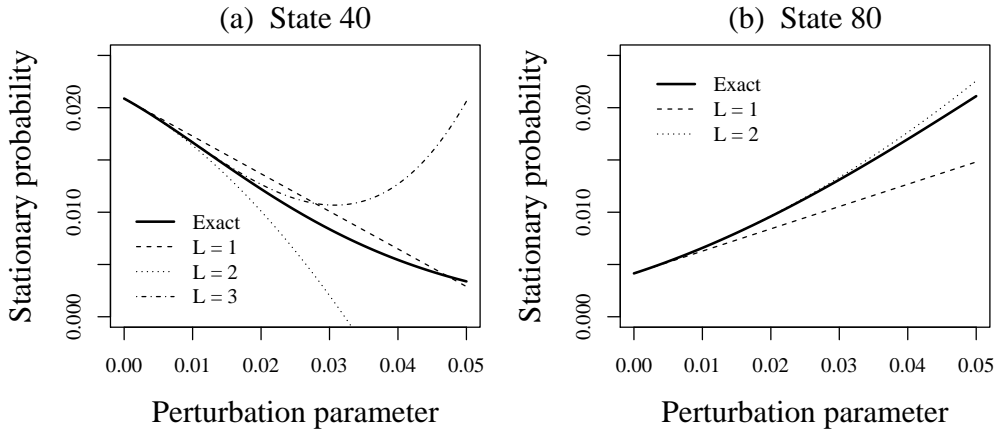 (a) State 40
Stationary probability
0.000
0.010
0.020
Exact
L = 1
L = 2
L = 3
0.00 0.01 0.02 0.03 0.04 0.05
Perturbation parameter
(b) State 80
Stationary probability
0.000
0.010
0.020
Exact
L = 1
L = 2
0.00 0.01 0.02 0.03 0.04 0.05
Perturbation parameter